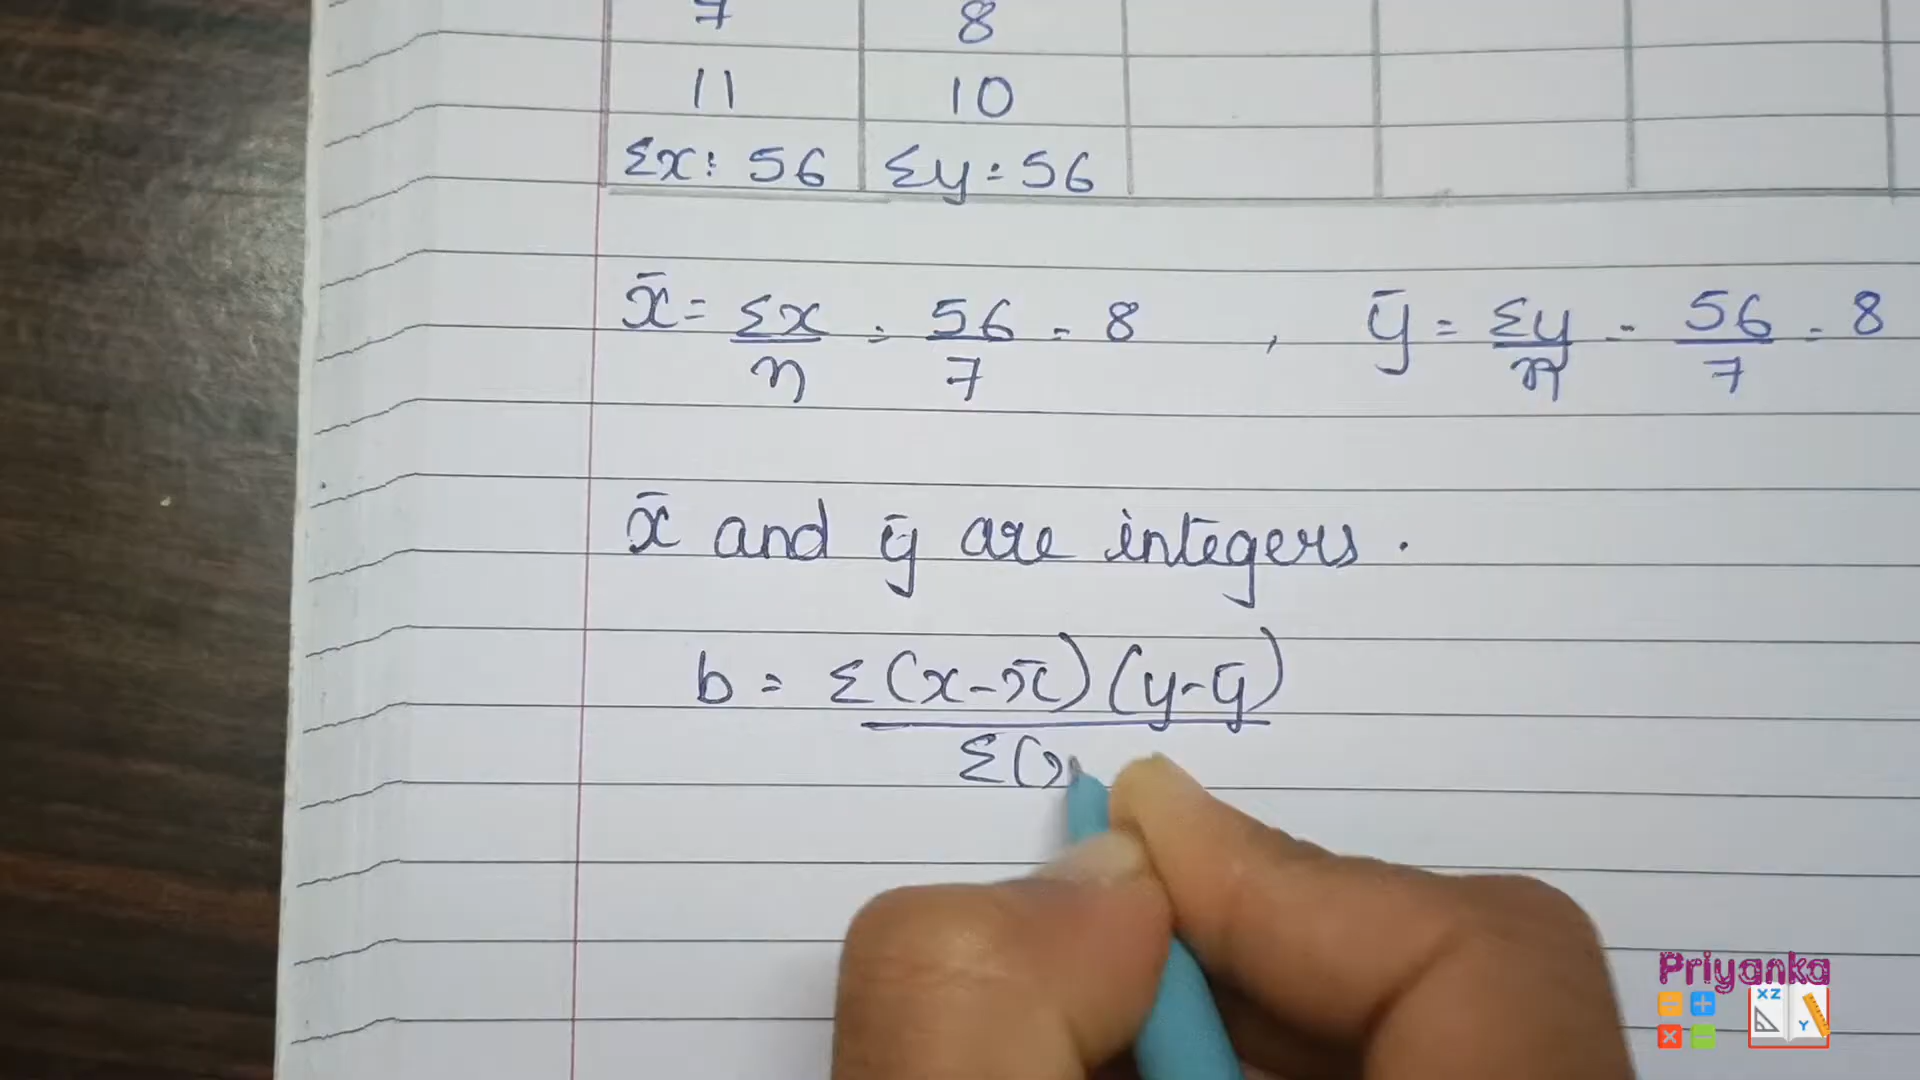 7 8
11 10
Σx: 56 Σy = 56
x̄ = Σx/n = 56/7 = 8 , ȳ = Σy/n = 56/7 = 8
x̄ and ȳ are integers.
b = Σ(x-x̄)(y-ȳ)
Σ(x
Priyanka
XZ
Y